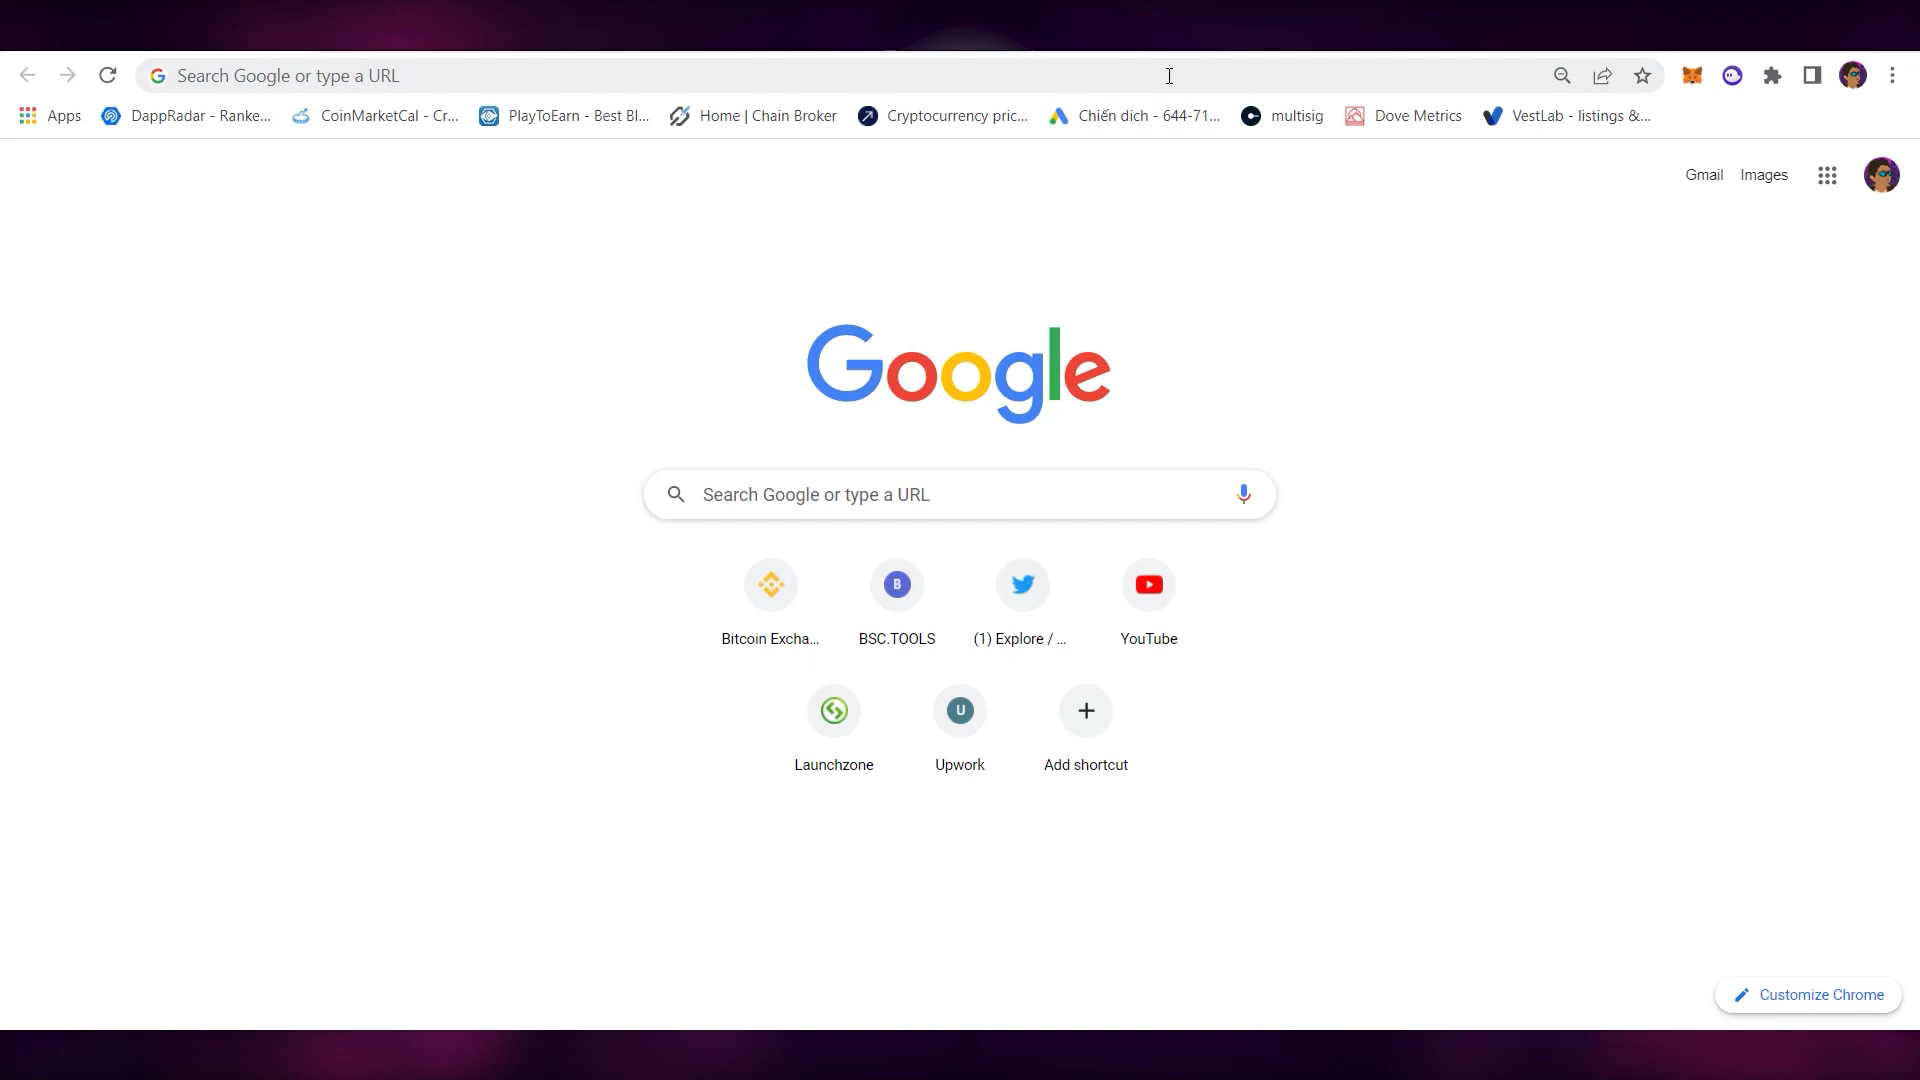 Search Google or type a URL
Apps DappRadar - Ranke... CoinMarketCal - Cr... PlayToEarn - Best Bl... Home | Chain Broker Cryptocurrency pric... Chiến dịch - 644-71... multisig Dove Metrics VestLab - listings &...
Gmail Images
Google
Search Google or type a URL
B
Bitcoin Excha... BSC.TOOLS (1) Explore / ... YouTube
U
Launchzone Upwork Add shortcut
Customize Chrome